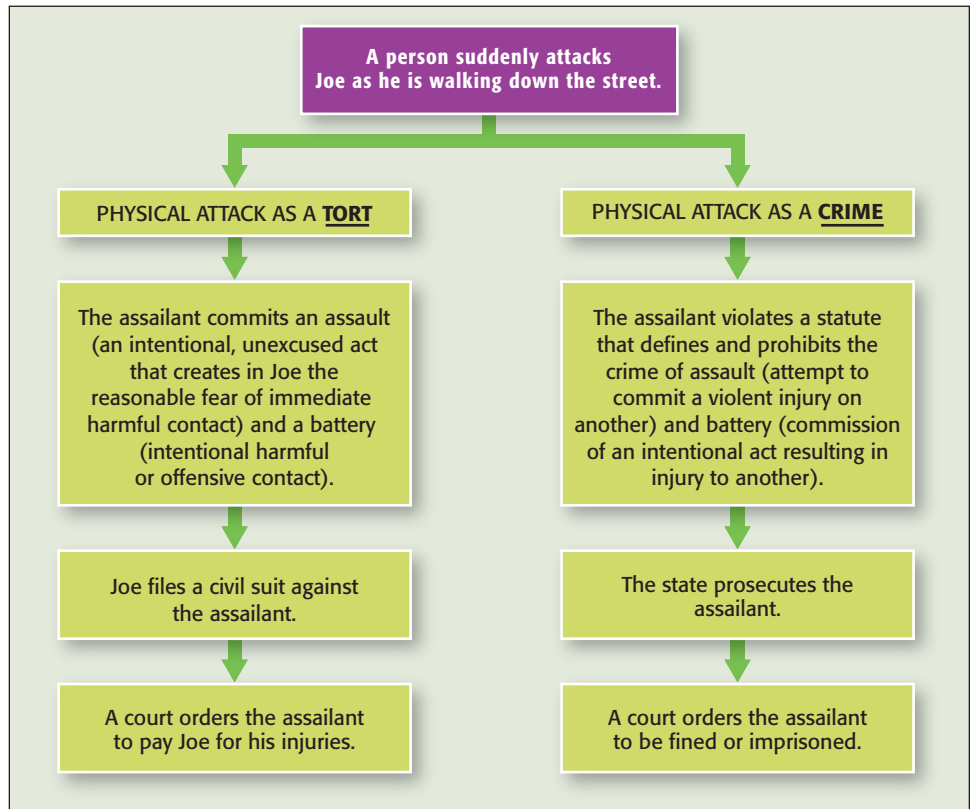 A person suddenly attacks
Joe as he is walking down the street.
PHYSICAL ATTACK AS A TORT
The assailant commits an assault
(an intentional, unexcused act
that creates in Joe the
reasonable fear of immediate
harmful contact) and a battery
(intentional harmful
or offensive contact).
Joe files a civil suit against
the assailant.
A court orders the assailant
to pay Joe for his injuries.
PHYSICAL ATTACK AS A CRIME
The assailant violates a statute
that defines and prohibits the
crime of assault (attempt to
commit a violent injury on
another) and battery (commission
of an intentional act resulting in
injury to another).
The state prosecutes the
assailant.
A court orders the assailant
to be fined or imprisoned.